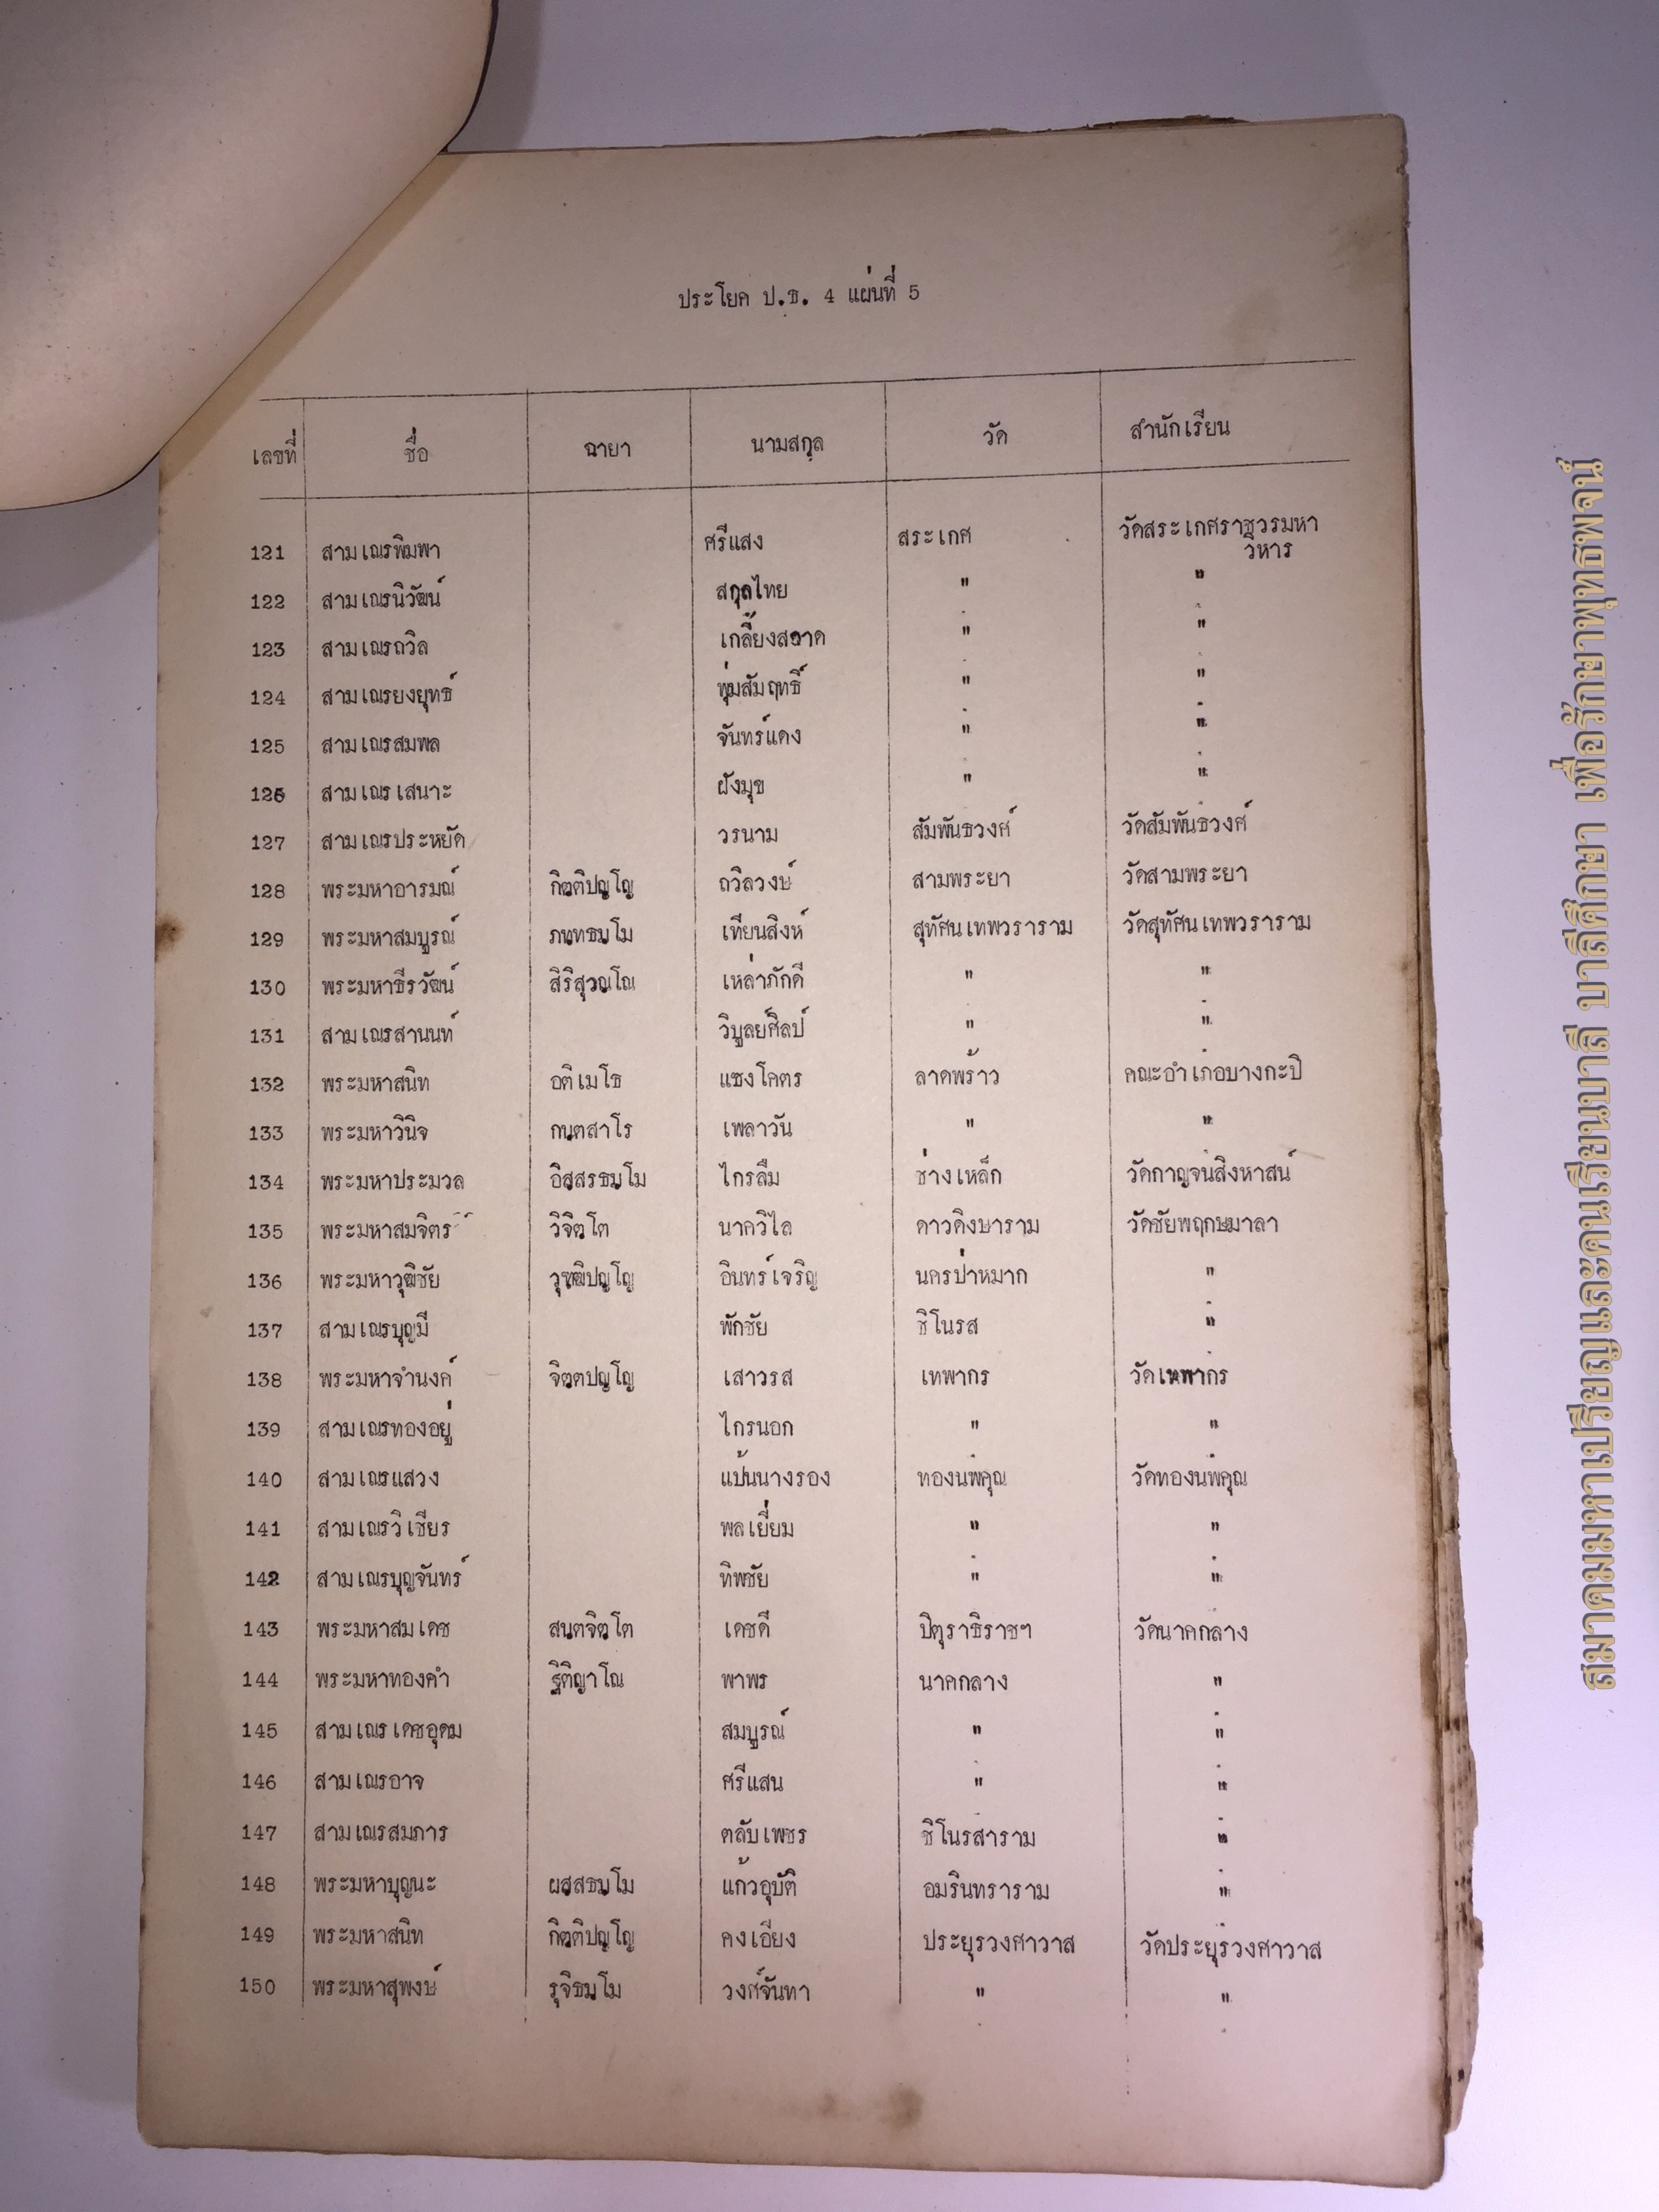 ประโยค ป.ธ. 4 แผ่นที่ 5
เลขที่ ชื่อ ฉายา นามสกุล วัด สำนักเรียน
121 สามเณรพิมพา ศรีแสง สระเกศ วัดสระเกศราชวรมหา
วิหาร
122 สามเณรนิวัฒน์ สกุลไทย " "
123 สามเณรถวิล เกลี้ยงสอาด " "
124 สามเณรยงยุทธ์ พุ่มสัมฤทธิ์ " "
125 สามเณรสมพล จันทร์แดง " "
126 สามเณรเสนาะ ฝังมุข " "
127 สามเณรประหยัด วรนาม สัมพันธวงศ์ วัดสัมพันธวงศ์
128 พระมหาอารมณ์ กิตฺติปญฺโญ ถวิลวงษ์ สามพระยา วัดสามพระยา
129 พระมหาสมบูรณ์ ภทฺทธมฺโม เทียนสิงห์ สุทัศนเทพวราราม วัดสุทัศนเทพวราราม
130 พระมหาธีรวัฒน์ สิริสุวณฺโณ เหล่าภักดี " "
131 สามเณรสานนท์ วิบูลย์ศิลป์ " "
132 พระมหาสนิท อติเมโธ แซงโคตร ลาดพร้าว คณะอำเภอบางกะปิ
133 พระมหาวินิจ กนฺตสาโร เพลาวัน " "
134 พระมหาประมวล อิสฺสรธมฺโม ไกรลืม ช่างเหล็ก วัดกาญจนสิงหาสน์
135 พระมหาสมจิตร วิจิตฺโต นาควิไล ดาวดึงษาราม วัดชัยพฤกษมาลา
136 พระมหาวุฒิชัย วุฑฺฒิปญฺโญ อินทร์เจริญ นครป่าหมาก "
137 สามเณรบุญมี พักชัย ชิโนรส "
138 พระมหาจำนงค์ จิตฺตปญฺโญ เสาวรส เทพากร วัดเทพากร
139 สามเณรทองอยู่ ไกรนอก " "
140 สามเณรแสวง แป้นนางรอง ทองนพคุณ วัดทองนพคุณ
141 สามเณรวิเชียร พลเยี่ยม " "
142 สามเณรบุญจันทร์ ทิพชัย " "
143 พระมหาสมเดช สนฺตจิตฺโต เดชดี ปิตุราธิราชฯ วัดนาคกลาง
144 พระมหาทองคำ ฐิติญาโณ พาพร นาคกลาง "
145 สามเณรเดชอุดม สมบูรณ์ " "
146 สามเณรอาจ ศรีแสน " "
147 สามเณรสมภาร ตลับเพชร ชิโนรสาราม "
148 พระมหาบุญนะ ผสฺสธมฺโม แก้วอุบัติ อมรินทราราม "
149 พระมหาสนิท กิตฺติปญฺโญ คงเอียง ประยุรวงศาวาส วัดประยุรวงศาวาส
150 พระมหาสุพงษ์ รุจิธมฺโม วงศ์จันทา " "
สมาคมมหาเปรียญและคนเรียนบาลี บาลีศึกษา เพื่อรักษาพุทธพจน์